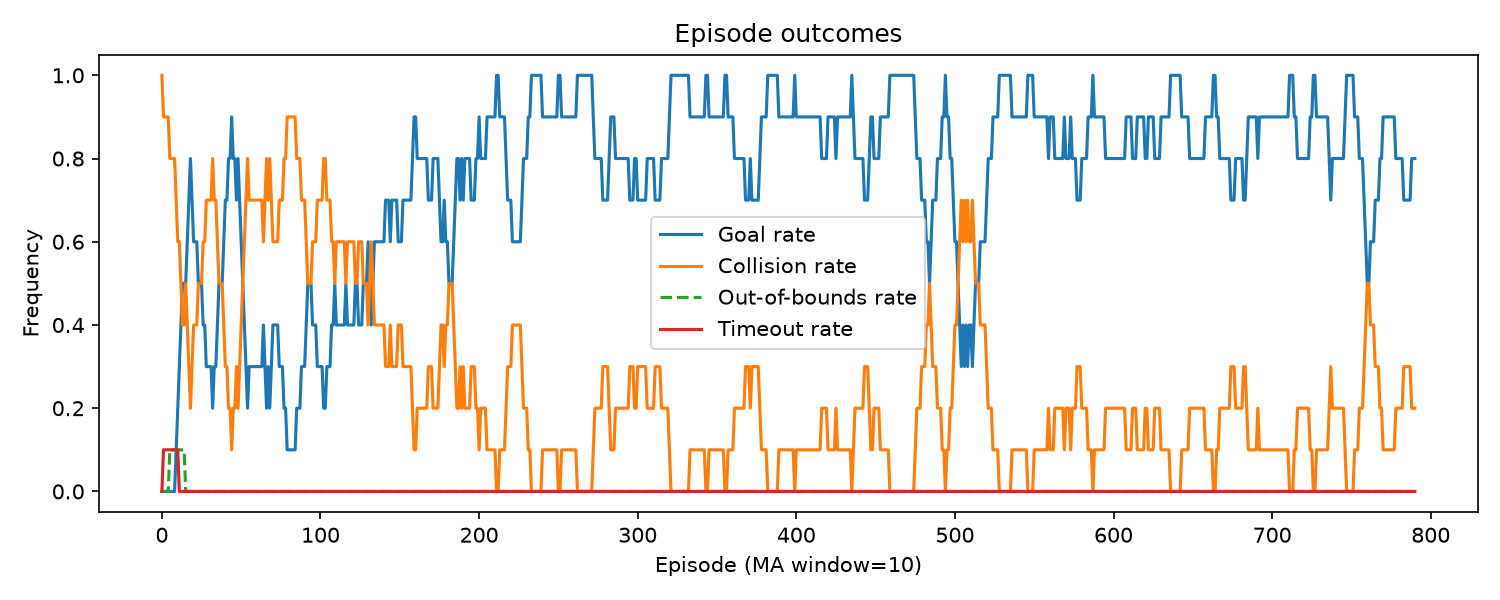 Episode outcomes
1.0
0.8
0.6
0.4
0.2
0.0
Frequency
Goal rate
Collision rate
Out-of-bounds rate
Timeout rate
0 100 200 300 400 500 600 700 800
Episode (MA window=10)